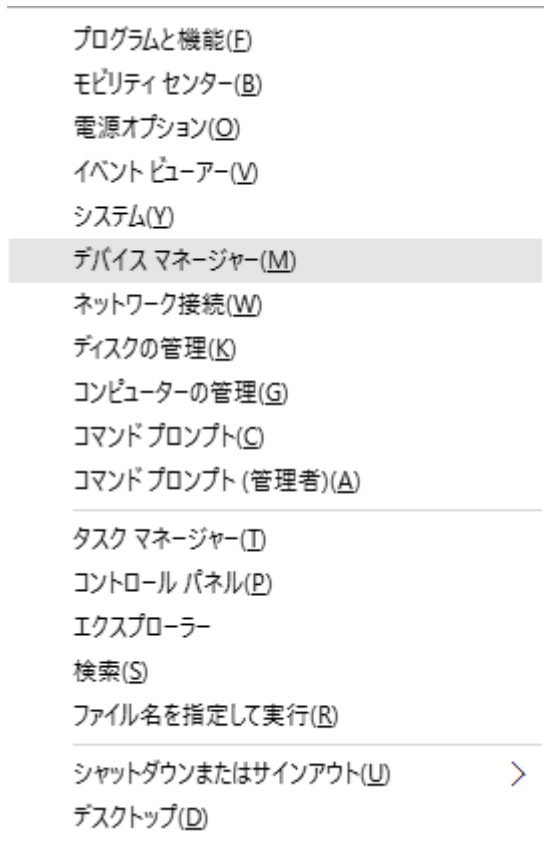 プログラムと機能(F)
モビリティ センター(B)
電源オプション(O)
イベント ビューアー(V)
システム(Y)
デバイス マネージャー(M)
ネットワーク接続(W)
ディスクの管理(K)
コンピューターの管理(G)
コマンド プロンプト(C)
コマンド プロンプト (管理者)(A)
タスク マネージャー(T)
コントロール パネル(P)
エクスプローラー
検索(S)
ファイル名を指定して実行(R)
シャットダウンまたはサインアウト(U)
デスクトップ(D)